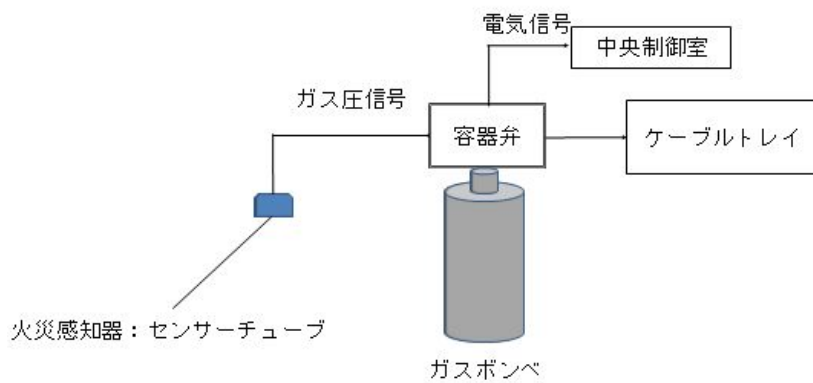 電気信号
中央制御室
ガス圧信号
容器弁
ケーブルトレイ
火災感知器：センサーチューブ
ガスボンベ